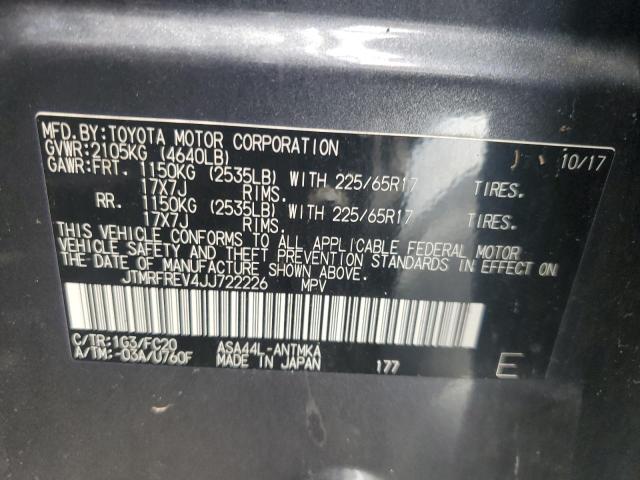 MFD.BY:TOYOTA MOTOR CORPORATION 10/17
GVWR:2105KG (4640LB)
GAWR:FRT. 1150KG (2535LB) WITH 225/65R17 TIRES.
17X7J RIMS.
RR. 1150KG (2535LB) WITH 225/65R17 TIRES.
17X7J RIMS.
THIS VEHICLE CONFORMS TO ALL APPLICABLE FEDERAL MOTOR
VEHICLE SAFETY AND THEFT PREVENTION STANDARDS IN EFFECT ON
THE DATE OF MANUFACTURE SHOWN ABOVE.
JTMRFREV4JJ722226 MPV
C/TR:1G3/FC20 ASA44L-ANTMKA
A/TM:-03A/U760F MADE IN JAPAN 177 E